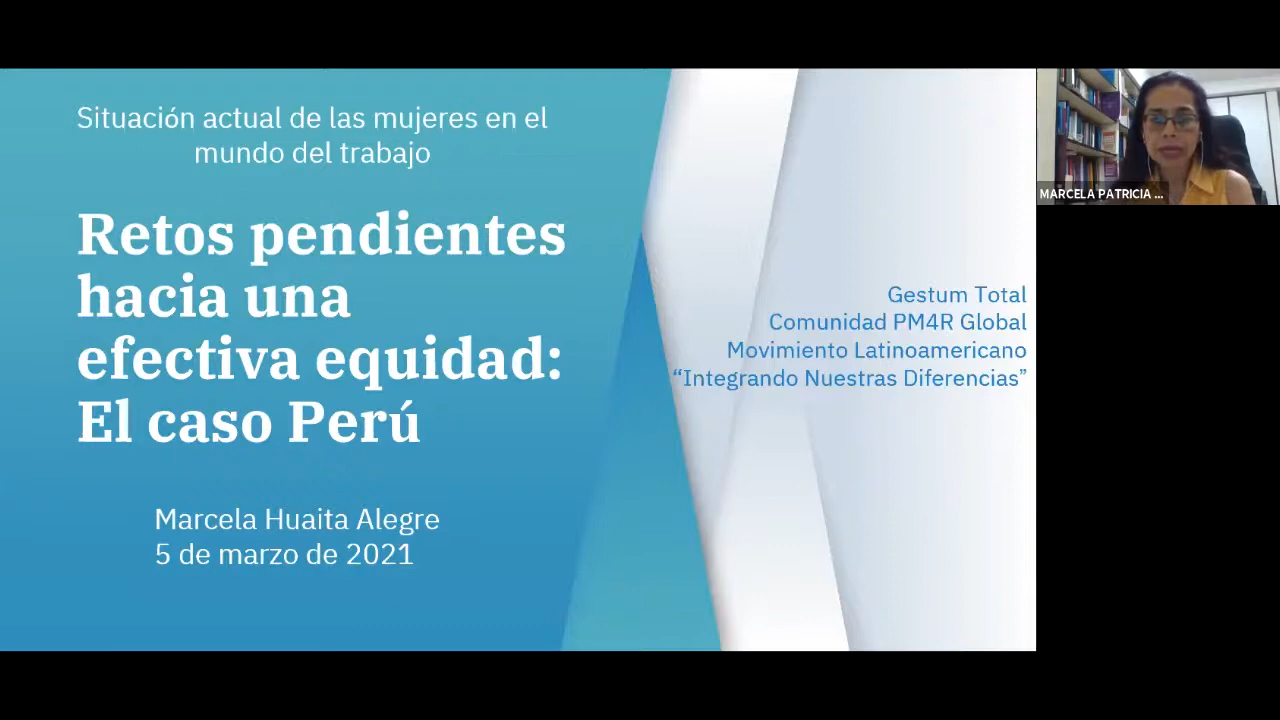 Situación actual de las mujeres en el
mundo del trabajo
Retos pendientes
hacia una
efectiva equidad:
El caso Perú
Marcela Huaita Alegre
5 de marzo de 2021
Gestum Total
Comunidad PM4R Global
Movimiento Latinoamericano
“Integrando Nuestras Diferencias”
MARCELA PATRICIA ...